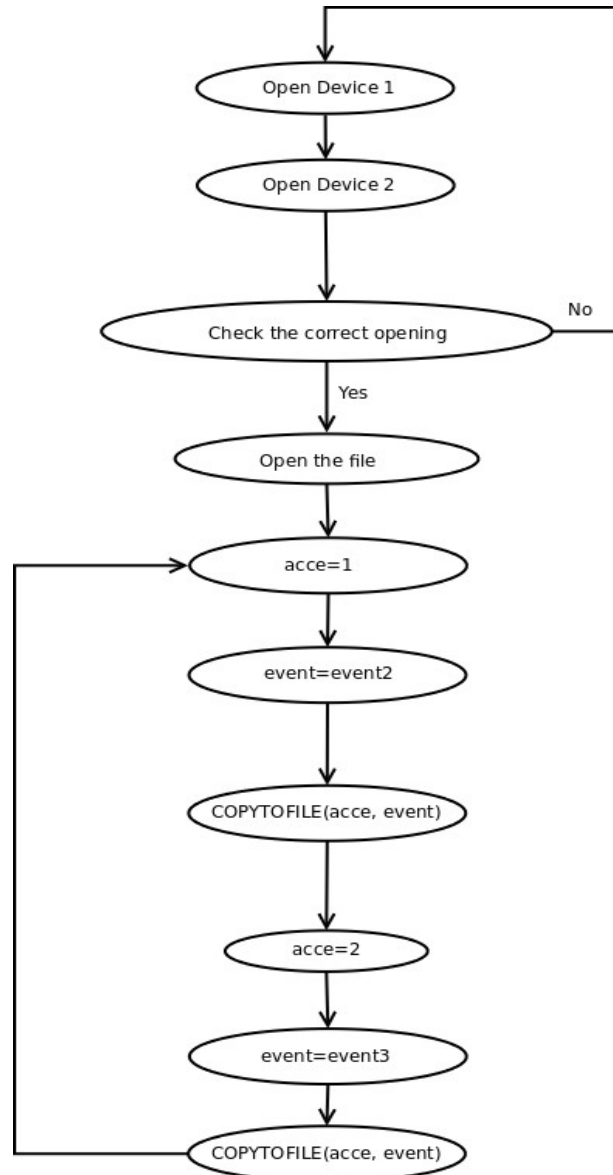 Open Device 1
Open Device 2
Check the correct opening
No
Yes
Open the file
acce=1
event=event2
COPYTOFILE(acce, event)
acce=2
event=event3
COPYTOFILE(acce, event)